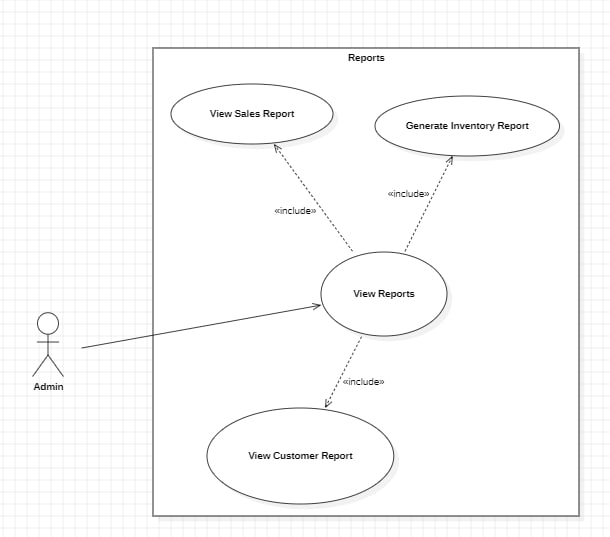 Reports
View Sales Report
Generate Inventory Report
«include»
«include»
View Reports
Admin
«include»
View Customer Report